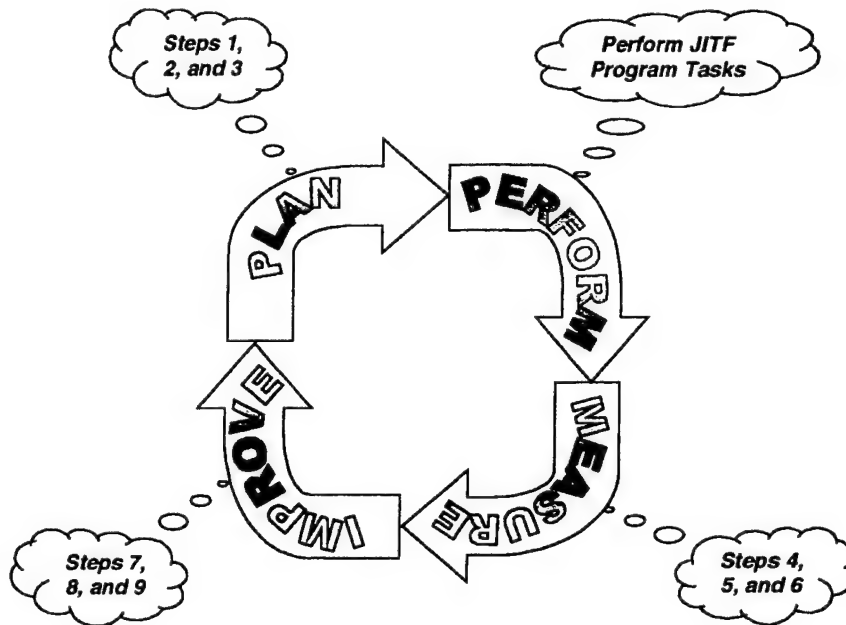 Steps 1,
2, and 3
Perform JITF
Program Tasks
PLAN
PERFORM
MEASURE
IMPROVE
Steps 7,
8, and 9
Steps 4,
5, and 6